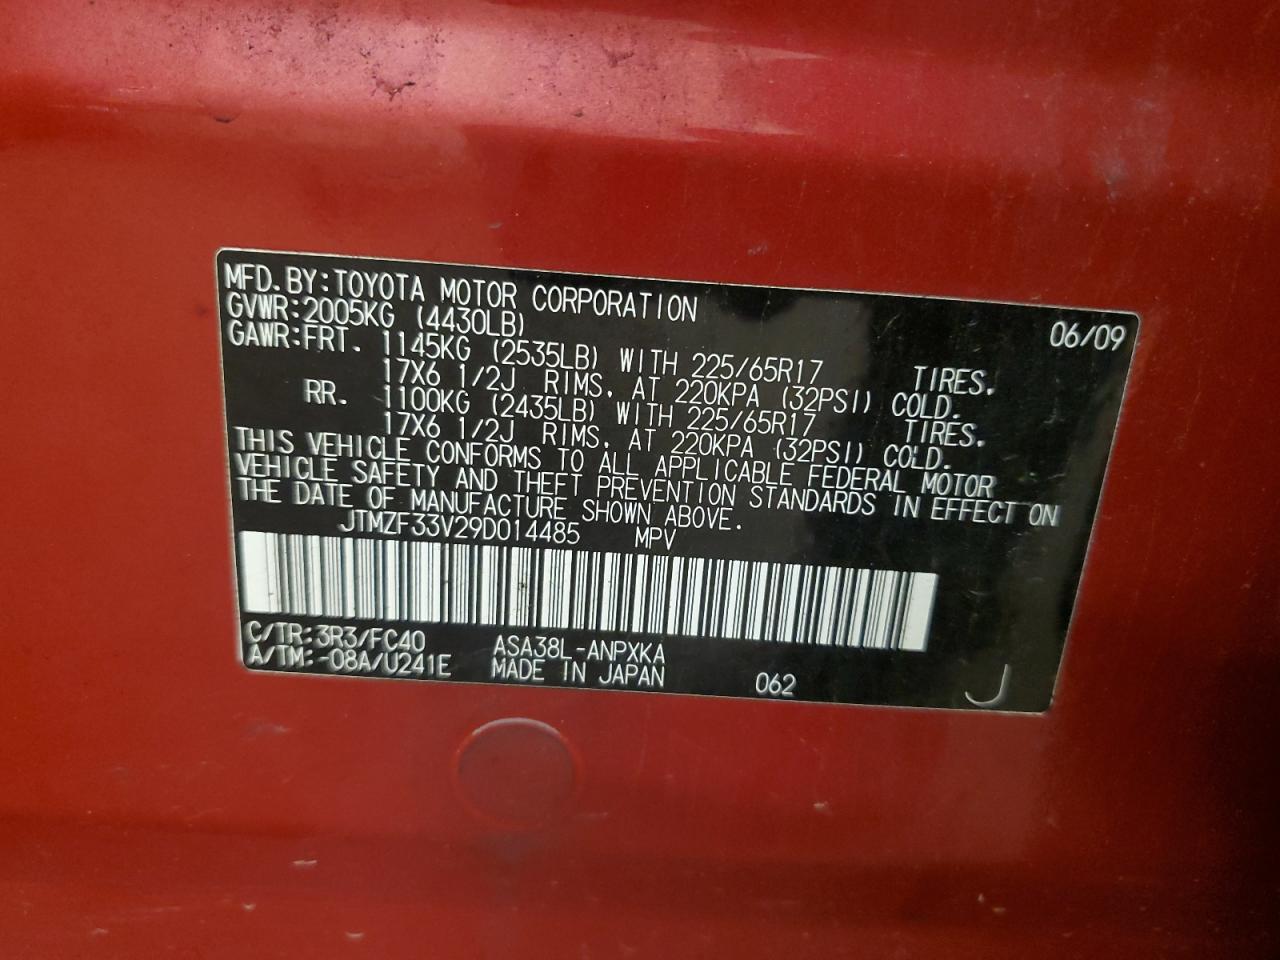 MFD.BY:TOYOTA MOTOR CORPORATION 06/09
GVWR:2005KG (4430LB)
GAWR:FRT. 1145KG (2535LB) WITH 225/65R17 TIRES,
17X6 1/2J RIMS, AT 220KPA (32PSI) COLD.
RR. 1100KG (2435LB) WITH 225/65R17 TIRES,
17X6 1/2J RIMS, AT 220KPA (32PSI) COLD.
THIS VEHICLE CONFORMS TO ALL APPLICABLE FEDERAL MOTOR
VEHICLE SAFETY AND THEFT PREVENTION STANDARDS IN EFFECT ON
THE DATE OF MANUFACTURE SHOWN ABOVE.
JTMZF33V29D014485 MPV
C/TR:3R3/FC40 ASA38L-ANPXKA
A/TM:-08A/U241E MADE IN JAPAN 062 J